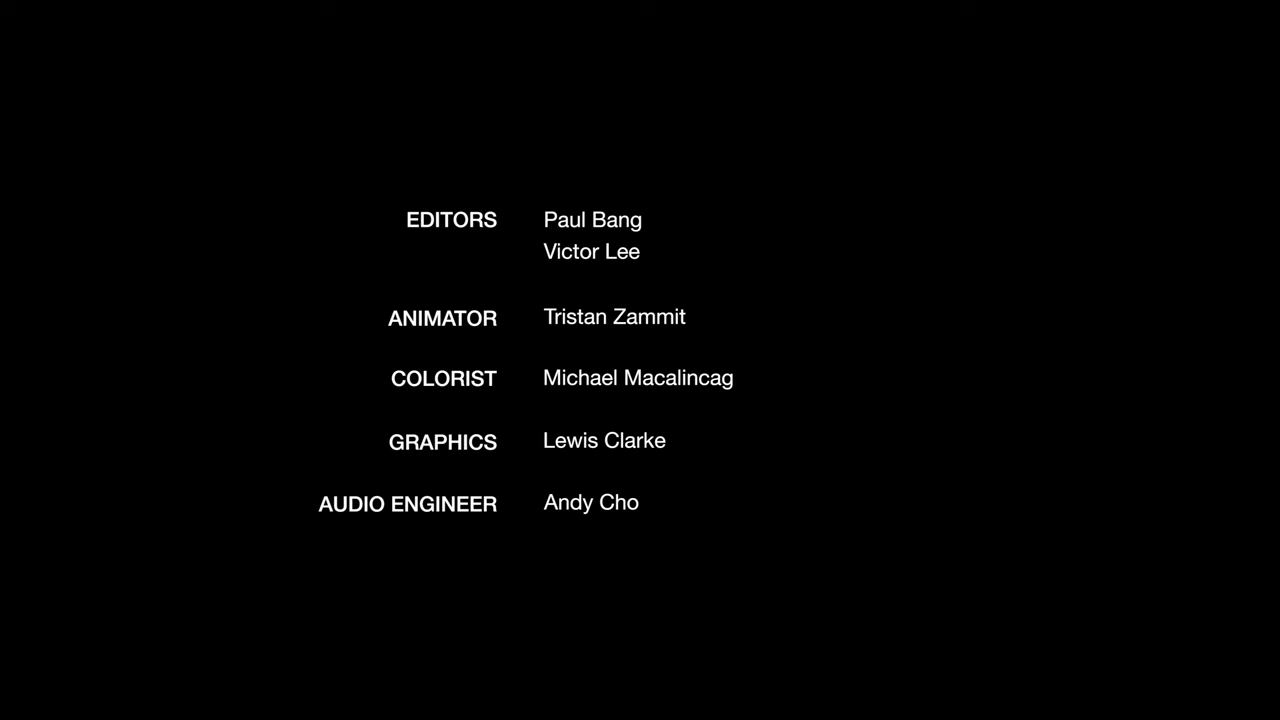 EDITORS Paul Bang
Victor Lee
ANIMATOR Tristan Zammit
COLORIST Michael Macalincag
GRAPHICS Lewis Clarke
AUDIO ENGINEER Andy Cho